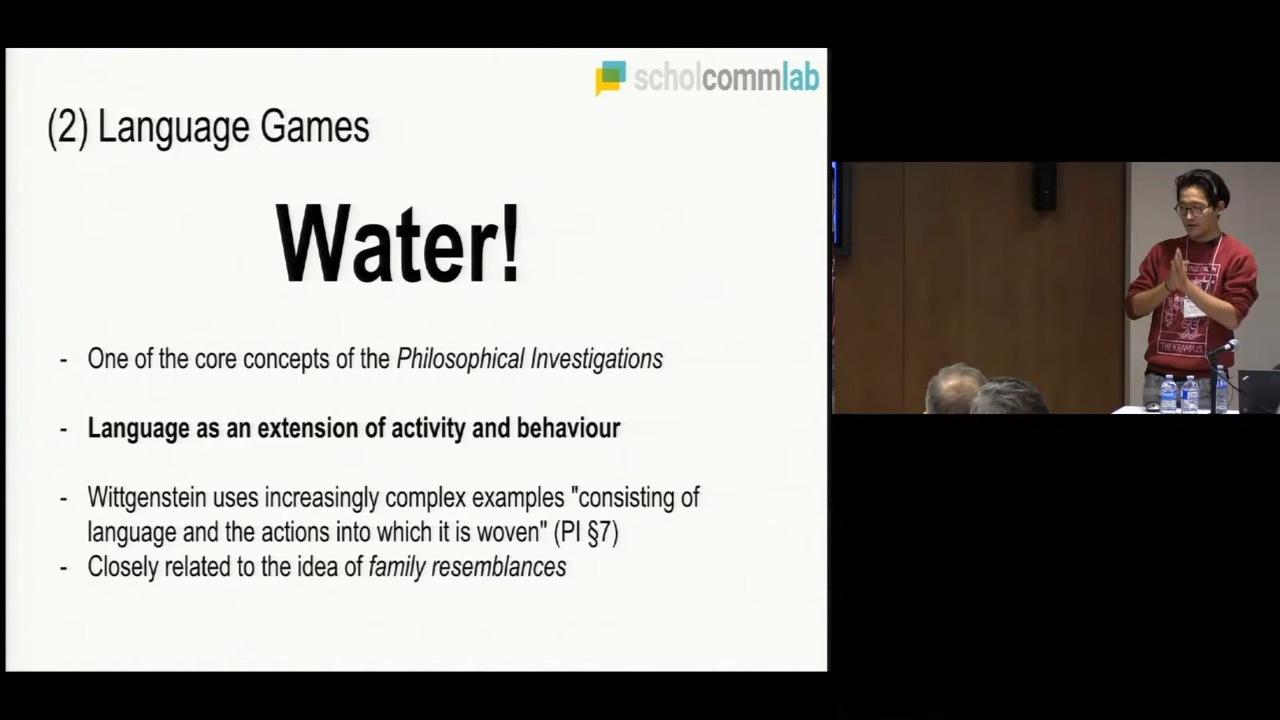 scholcommlab
(2) Language Games
Water!
- One of the core concepts of the Philosophical Investigations
- Language as an extension of activity and behaviour
- Wittgenstein uses increasingly complex examples "consisting of
language and the actions into which it is woven" (PI §7)
- Closely related to the idea of family resemblances
THE KRAMPUS